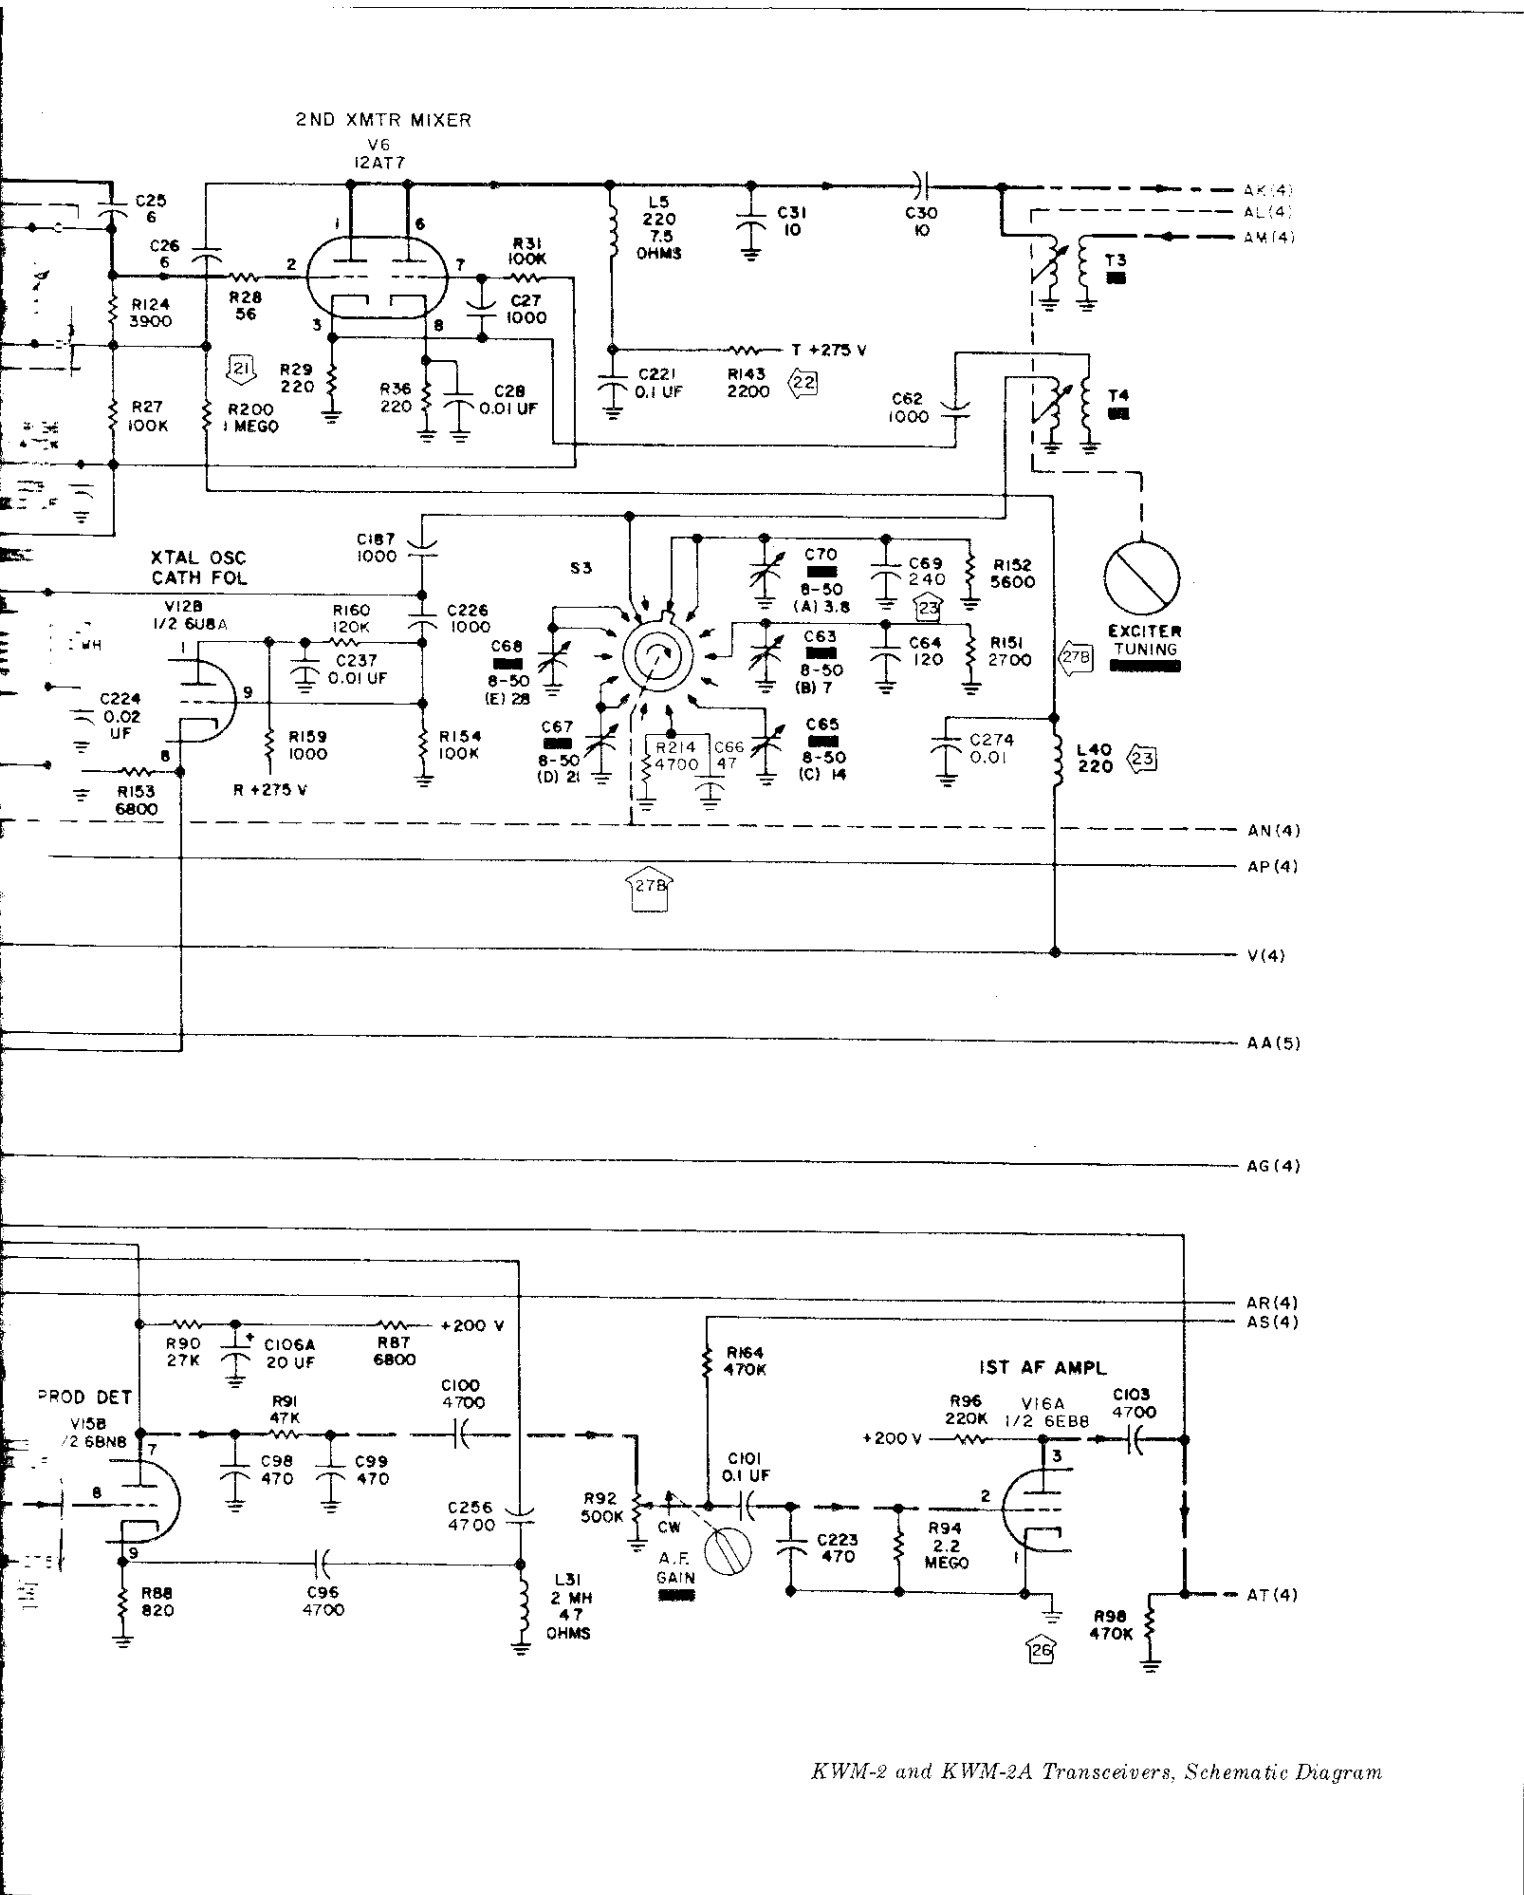 2ND XMTR MIXER
V6
12AT7
C25
6
C26
6
R124
3900
R28
56
2
1
6
7
3
8
R31
100K
C27
1000
L5
220
7.5
OHMS
C31
10
C30
10
AK(4)
AL(4)
AM(4)
T3
21
R29
220
R36
220
C28
0.01 UF
C221
0.1 UF
T +275 V
R143
2200
22
C62
1000
T4
R27
100K
R200
1 MEGO
XTAL OSC
CATH FOL
V12B
1/2 6U8A
1
9
8
C187
1000
R160
120K
C226
1000
C237
0.01 UF
C224
0.02
UF
R159
1000
R154
100K
R153
6800
R +275 V
S3
C68
8-50
(E) 28
C67
8-50
(D) 21
R214
4700
C66
47
C70
8-50
(A) 3.8
C69
240
23
R152
5600
C63
8-50
(B) 7
C64
120
R151
2700
27B
C65
8-50
(C) 14
EXCITER
TUNING
C274
0.01
L40
220
23
AN(4)
AP(4)
27B
V(4)
AA(5)
AG(4)
AR(4)
AS(4)
R90
27K
C106A
20 UF
+
R87
6800
+200 V
PROD DET
V15B
/2 6BN8
7
8
9
R91
47K
C98
470
C99
470
C100
4700
C256
4700
R88
820
C96
4700
L31
2 MH
47
OHMS
R92
500K
CW
A.F.
GAIN
R164
470K
C101
0.1 UF
C223
470
R94
2.2
MEGO
1ST AF AMPL
V16A
1/2 6EB8
R96
220K
+200 V
3
2
1
C103
4700
26
R98
470K
AT(4)
KWM-2 and KWM-2A Transceivers, Schematic Diagram